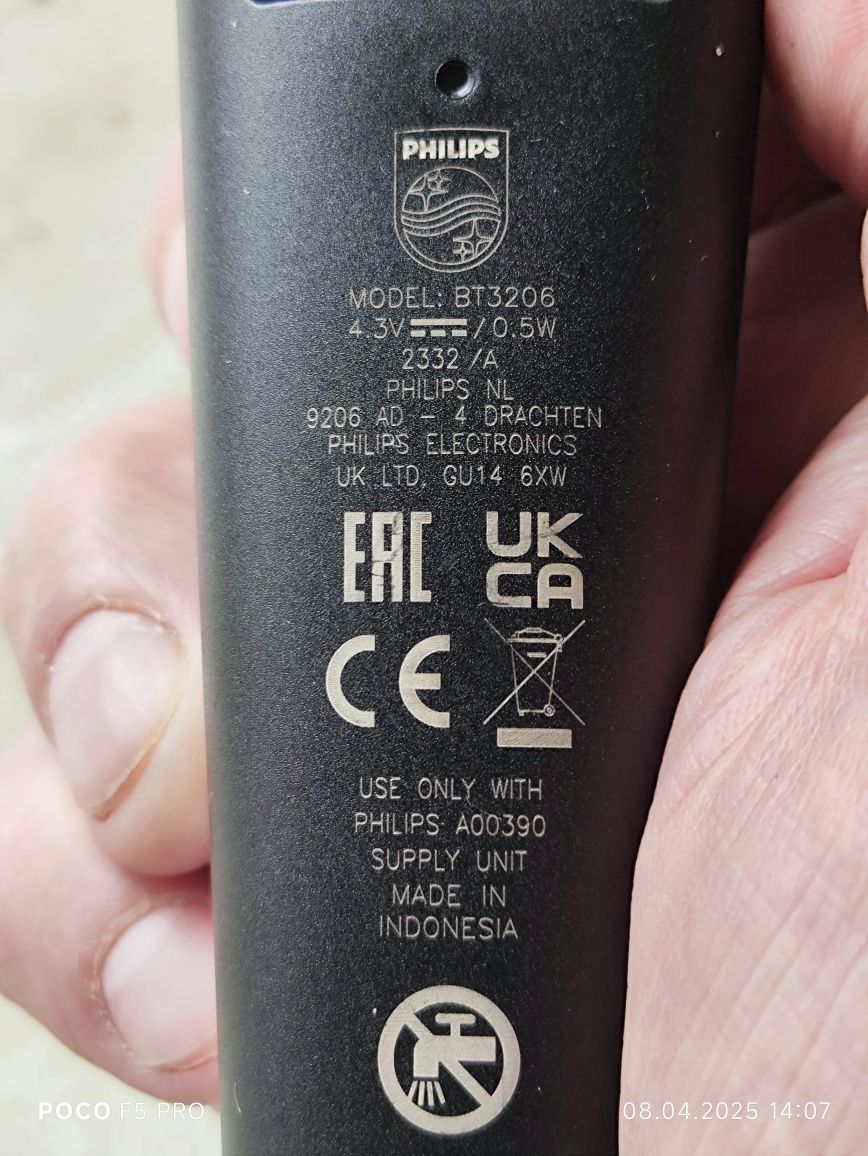 PHILIPS
MODEL: BT3206
4.3V ⎓ / 0.5W
2332 /A
PHILIPS NL
9206 AD - 4 DRACHTEN
PHILIPS ELECTRONICS
UK LTD, GU14 6XW
EAC
UK
CA
CE
USE ONLY WITH
PHILIPS A00390
SUPPLY UNIT
MADE IN
INDONESIA
POCO F5 PRO
08.04.2025 14:07